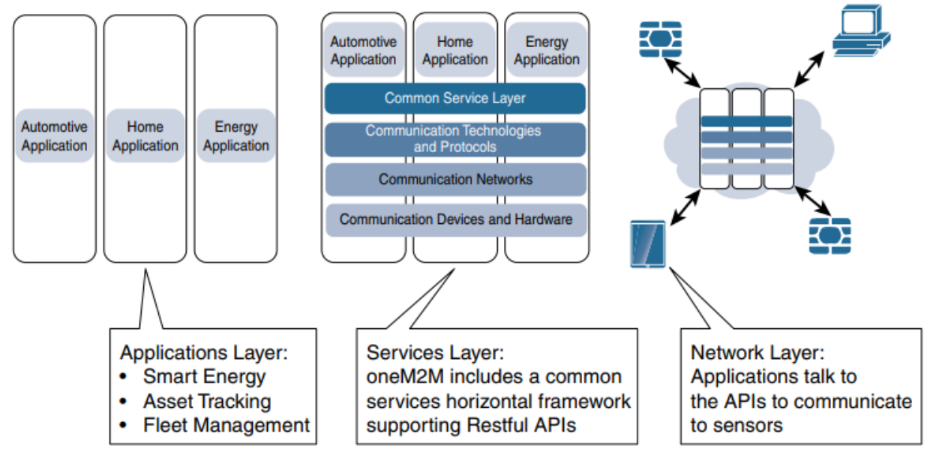 Automotive
Application
Home
Application
Energy
Application
Automotive
Application
Home
Application
Energy
Application
Common Service Layer
Communication Technologies
and Protocols
Communication Networks
Communication Devices and Hardware
Applications Layer:
• Smart Energy
• Asset Tracking
• Fleet Management
Services Layer:
oneM2M includes a common
services horizontal framework
supporting Restful APIs
Network Layer:
Applications talk to
the APIs to communicate
to sensors